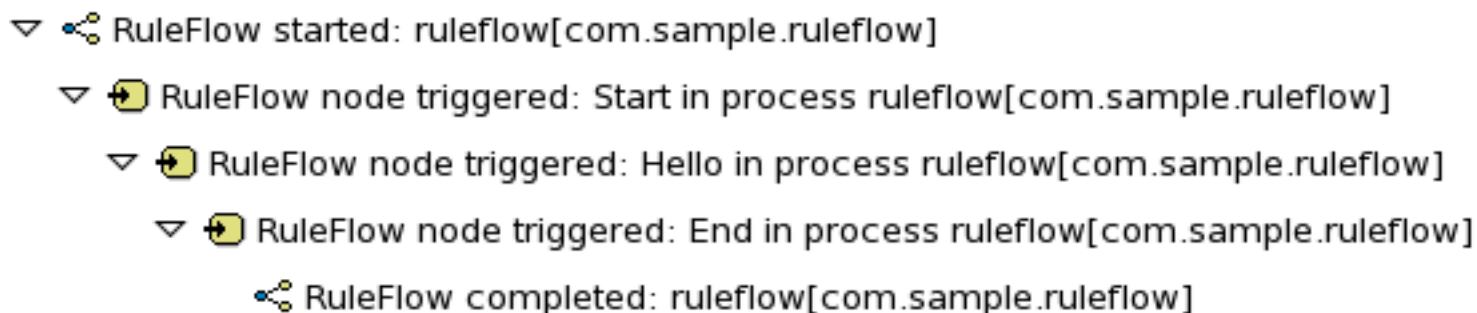 RuleFlow started: ruleflow[com.sample.ruleflow]
RuleFlow node triggered: Start in process ruleflow[com.sample.ruleflow]
RuleFlow node triggered: Hello in process ruleflow[com.sample.ruleflow]
RuleFlow node triggered: End in process ruleflow[com.sample.ruleflow]
RuleFlow completed: ruleflow[com.sample.ruleflow]